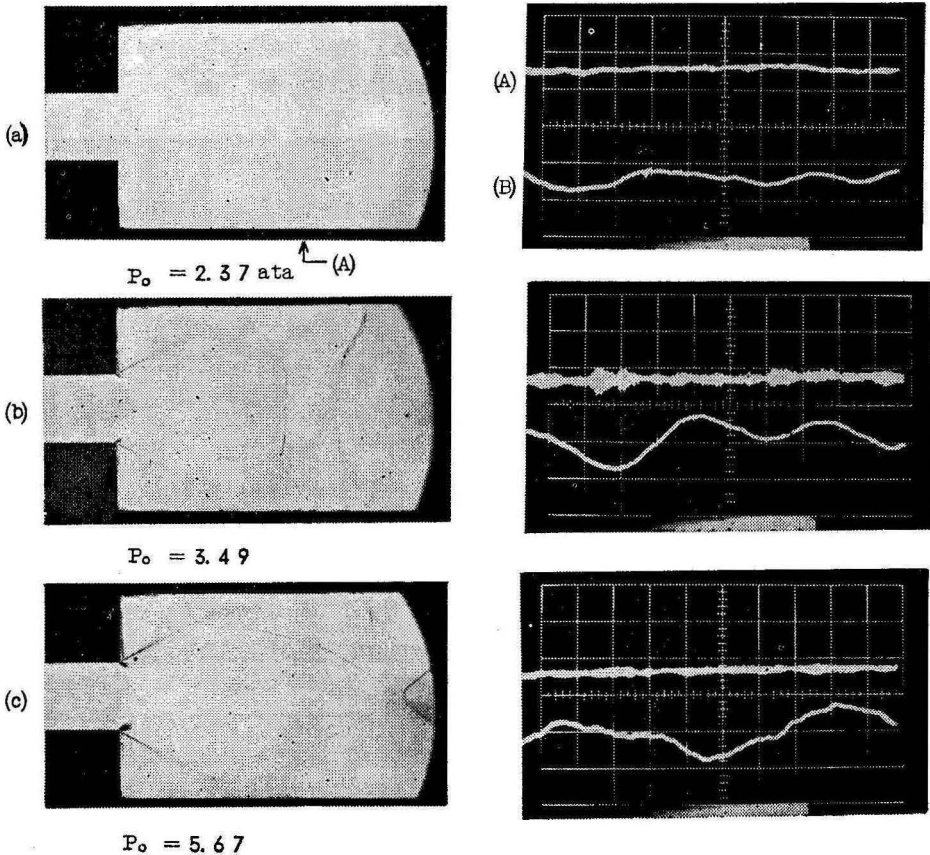 (a)
(A)
(B)
(A)
P₀ = 2.37 ata
(b)
P₀ = 3.49
(c)
P₀ = 5.67